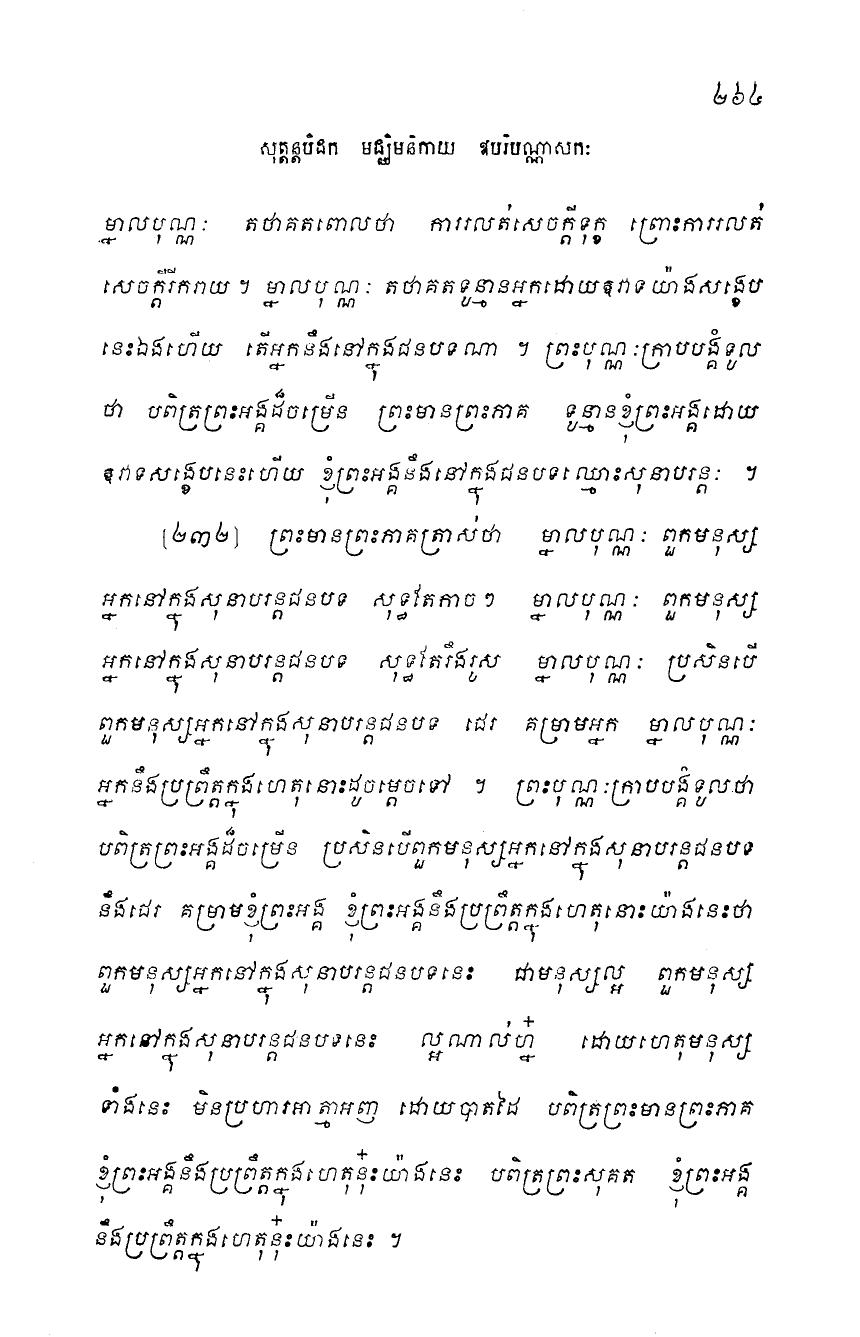 ២៦៤
សុត្តន្តបិដក មជ្ឈិមនិកាយ ឧបរិបណ្ណាសកៈ
ម្នាលបុណ្ណៈ តថាគតពោលថា ការរលត់សេចក្តីទុក្ខ ព្រោះការរលត់
សេចក្តីរីករាយ ។ ម្នាលបុណ្ណៈ តថាគតទូន្មានអ្នកដោយឱវាទយ៉ាងសង្ខេប
នេះឯងហើយ តើអ្នកនឹងនៅក្នុងជនបទណា ។ ព្រះបុណ្ណៈក្រាបបង្គំទូល
ថា បពិត្រព្រះអង្គដ៏ចម្រើន ព្រះមានព្រះភាគ ទូន្មានខ្ញុំព្រះអង្គដោយ
ឱវាទសង្ខេបនេះហើយ ខ្ញុំព្រះអង្គនឹងនៅក្នុងជនបទឈ្មោះសុនាបរន្តៈ ។
[២៣២] ព្រះមានព្រះភាគត្រាស់ថា ម្នាលបុណ្ណៈ ពួកមនុស្ស
អ្នកនៅក្នុងសុនាបរន្តជនបទ សុទ្ធតែកាចៗ ម្នាលបុណ្ណៈ ពួកមនុស្ស
អ្នកនៅក្នុងសុនាបរន្តជនបទ សុទ្ធតែរឹងរូស ម្នាលបុណ្ណៈ ប្រសិនបើ
ពួកមនុស្សអ្នកនៅក្នុងសុនាបរន្តជនបទ ជេរ គម្រាមអ្នក ម្នាលបុណ្ណៈ
អ្នកនឹងប្រព្រឹត្តក្នុងហេតុនោះដូចម្តេចទៅ ។ ព្រះបុណ្ណៈក្រាបបង្គំទូលថា
បពិត្រព្រះអង្គដ៏ចម្រើន ប្រសិនបើពួកមនុស្សអ្នកនៅក្នុងសុនាបរន្តជនបទ
នឹងជេរ គម្រាមខ្ញុំព្រះអង្គ ខ្ញុំព្រះអង្គនឹងប្រព្រឹត្តក្នុងហេតុនោះយ៉ាងនេះថា
ពួកមនុស្សអ្នកនៅក្នុងសុនាបរន្តជនបទនេះ ជាមនុស្សល្អ ពួកមនុស្ស
អ្នកនៅក្នុងសុនាបរន្តជនបទនេះ ល្អណាស់ហ្ន៎ ដោយហេតុមនុស្ស
ទាំងនេះ មិនប្រហារអាត្មាអញ ដោយបាតដៃ បពិត្រព្រះមានព្រះភាគ
ខ្ញុំព្រះអង្គនឹងប្រព្រឹត្តក្នុងហេតុនុ៎ះយ៉ាងនេះ បពិត្រព្រះសុគត ខ្ញុំព្រះអង្គ
នឹងប្រព្រឹត្តក្នុងហេតុនុ៎ះយ៉ាងនេះ ។